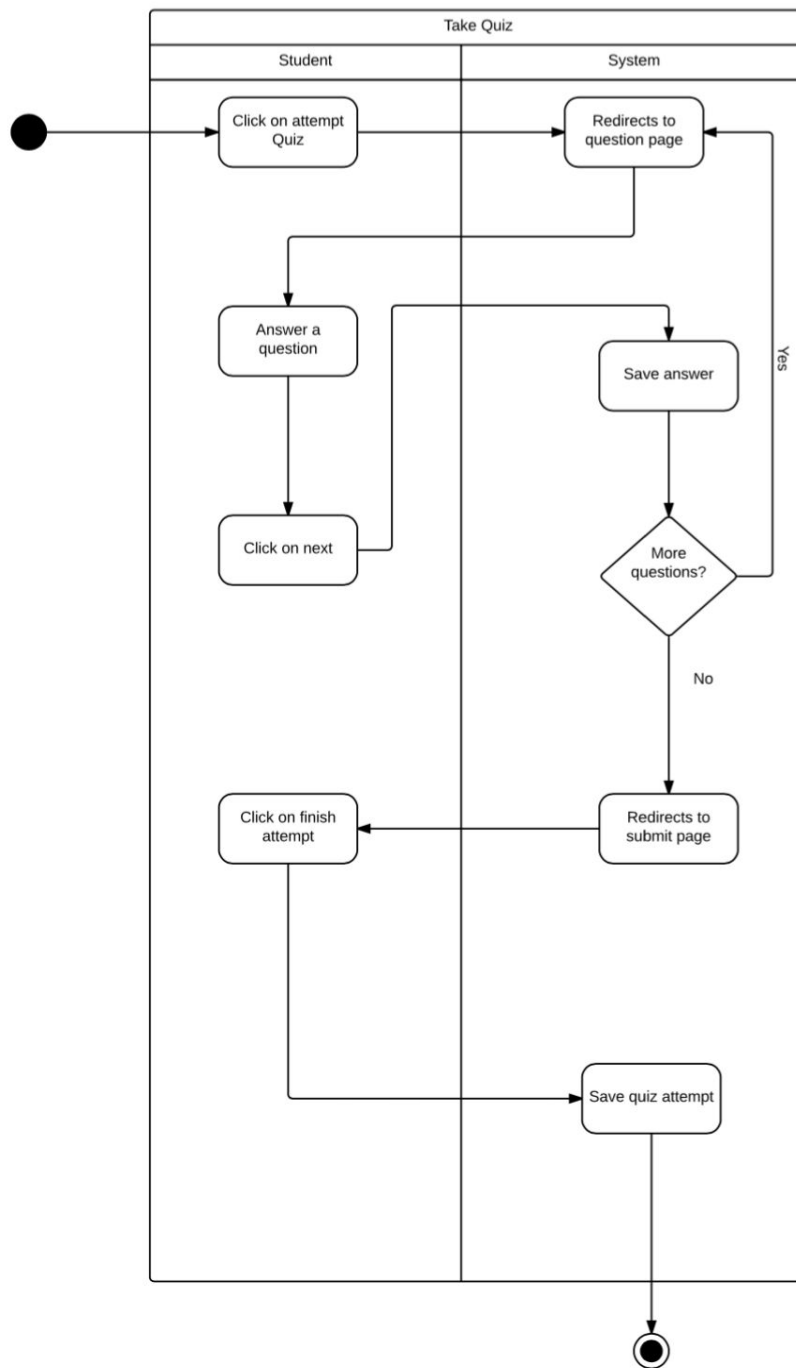 Take Quiz
Student
System
Click on attempt
Quiz
Redirects to
question page
Answer a
question
Save answer
Yes
Click on next
More
questions?
No
Click on finish
attempt
Redirects to
submit page
Save quiz attempt